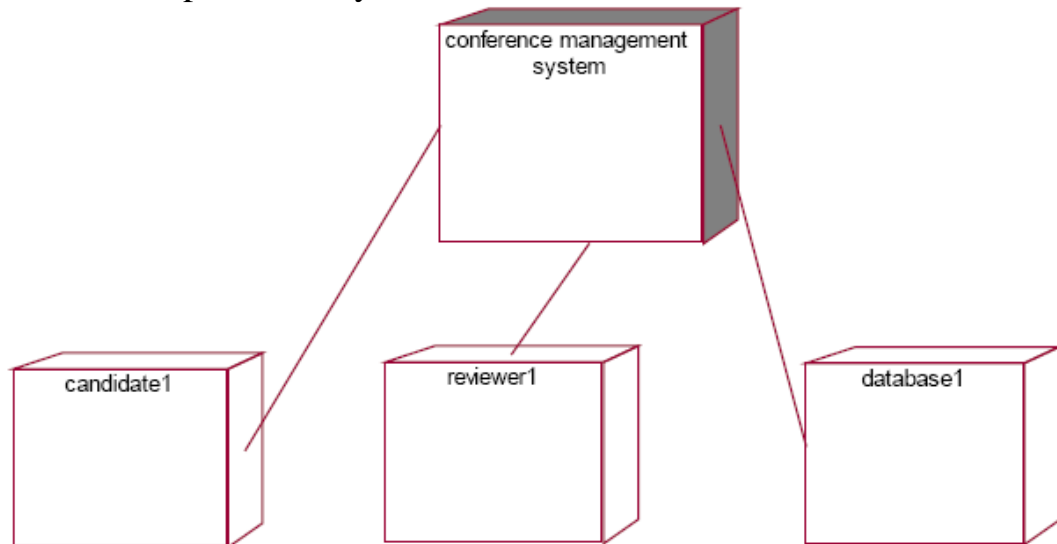 conference management
system
candidate1
reviewer1
database1